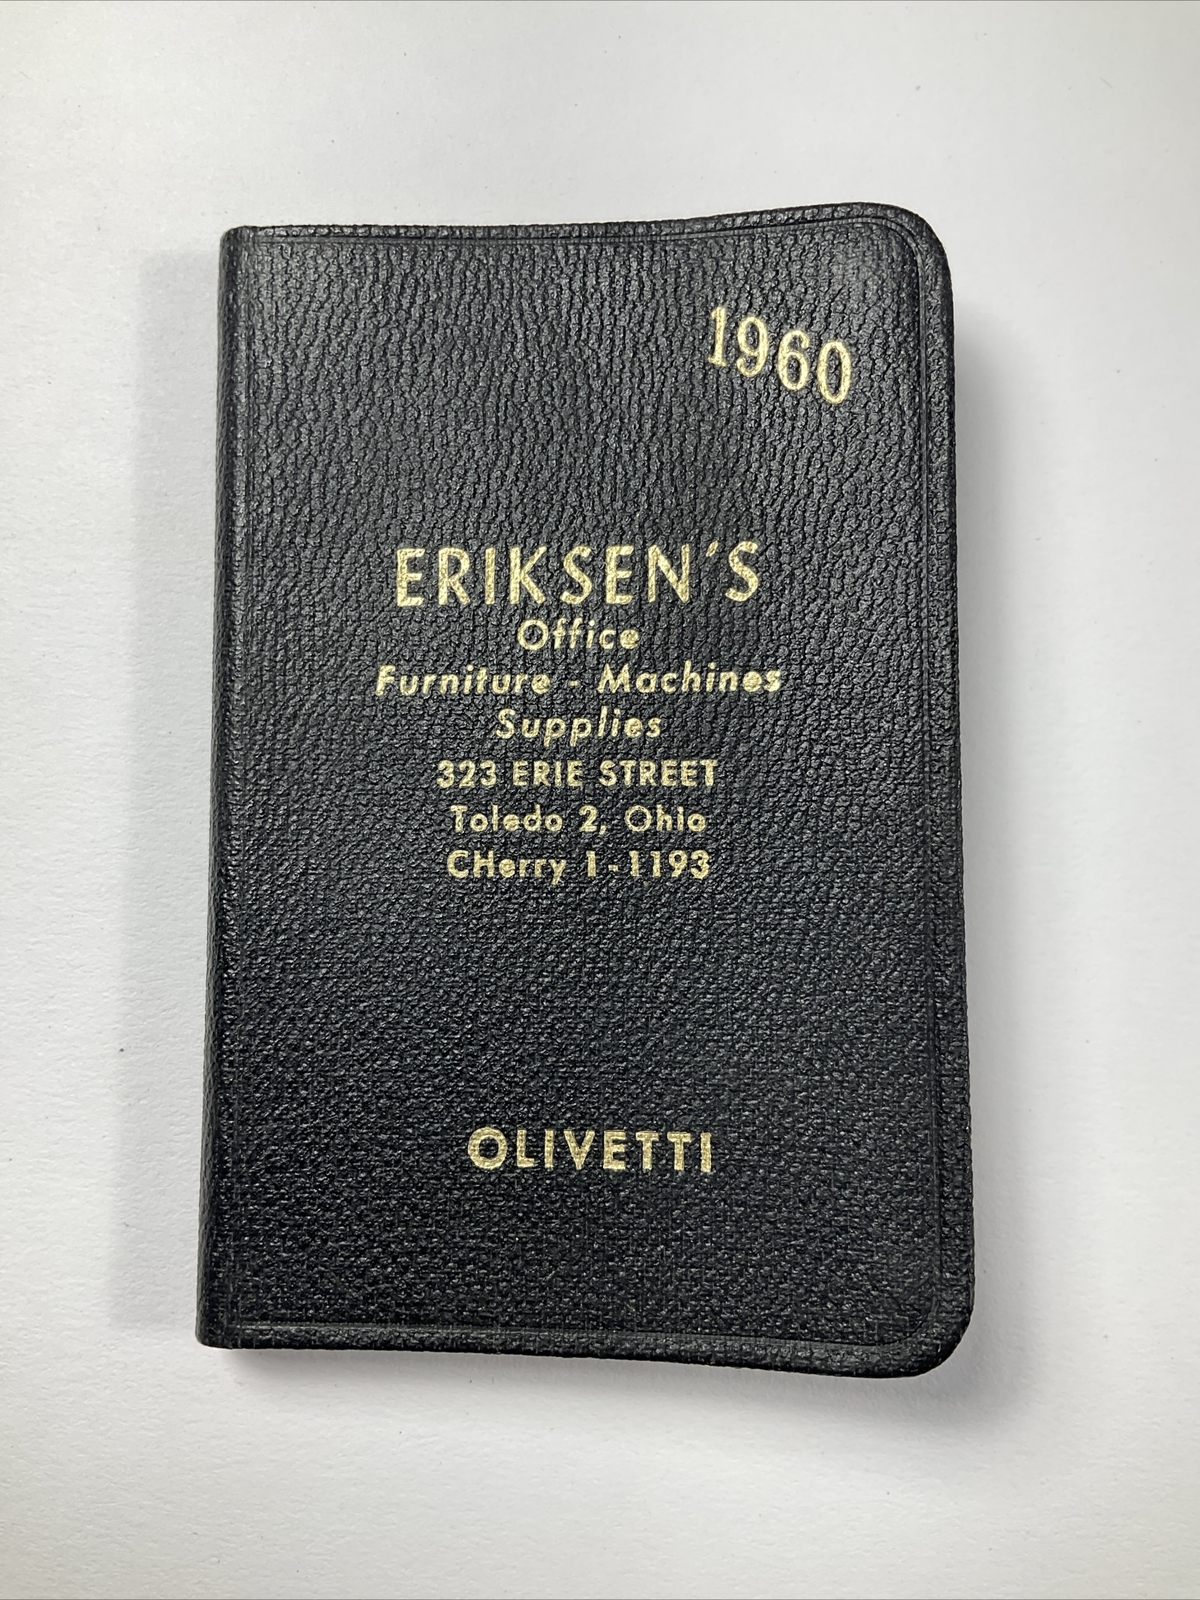 1960
ERIKSEN'S
Office
Furniture - Machines
Supplies
323 ERIE STREET
Toledo 2, Ohio
CHerry 1-1193
OLIVETTI